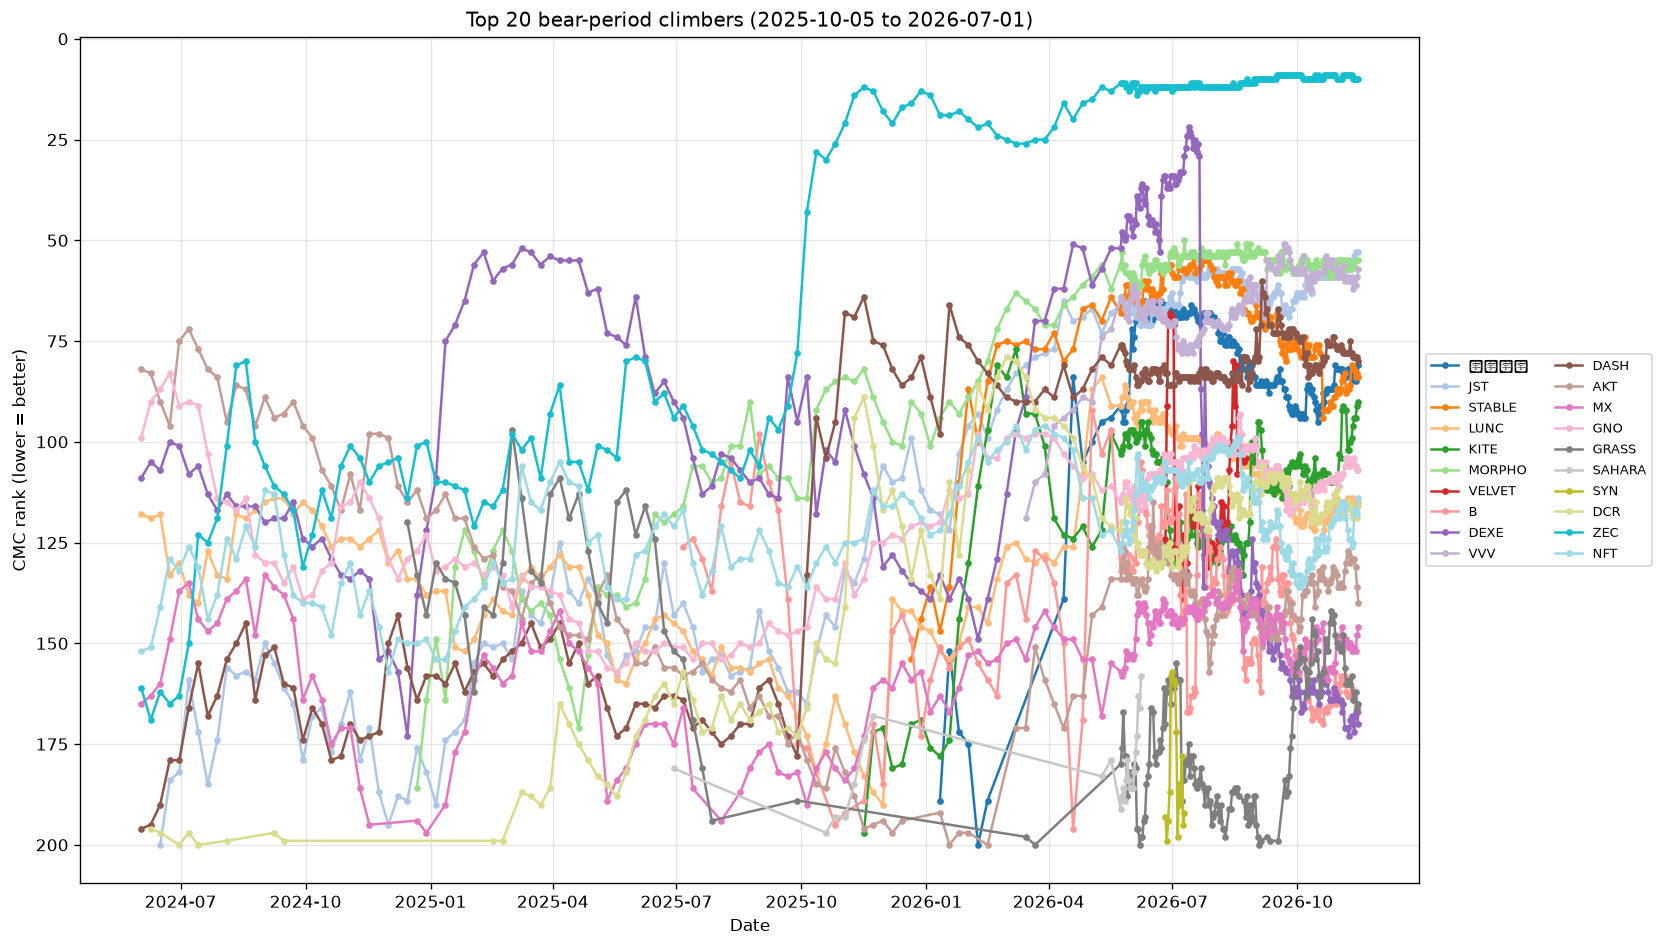 Top 20 bear-period climbers (2025-10-05 to 2026-07-01)
0
25
50
75
100
125
150
175
200
CMC rank (lower = better)
2024-07
2024-10
2025-01
2025-04
2025-07
2025-10
2026-01
2026-04
2026-07
2026-10
Date
JST
STABLE
LUNC
KITE
MORPHO
VELVET
B
DEXE
VVV
DASH
AKT
MX
GNO
GRASS
SAHARA
SYN
DCR
ZEC
NFT